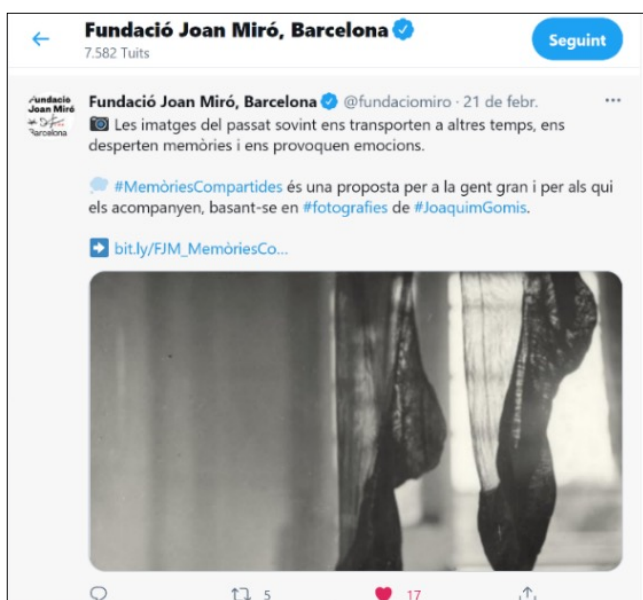 Fundació Joan Miró, Barcelona
7.582 Tuits
Seguint
Fundació
Joan Miró
Barcelona
Fundació Joan Miró, Barcelona @fundaciomiro · 21 de febr.
Les imatges del passat sovint ens transporten a altres temps, ens
desperten memòries i ens provoquen emocions.
#MemòriesCompartides és una proposta per a la gent gran i per als qui
els acompanyen, basant-se en #fotografies de #JoaquimGomis.
bit.ly/FJM_MemòriesCo...
5
17